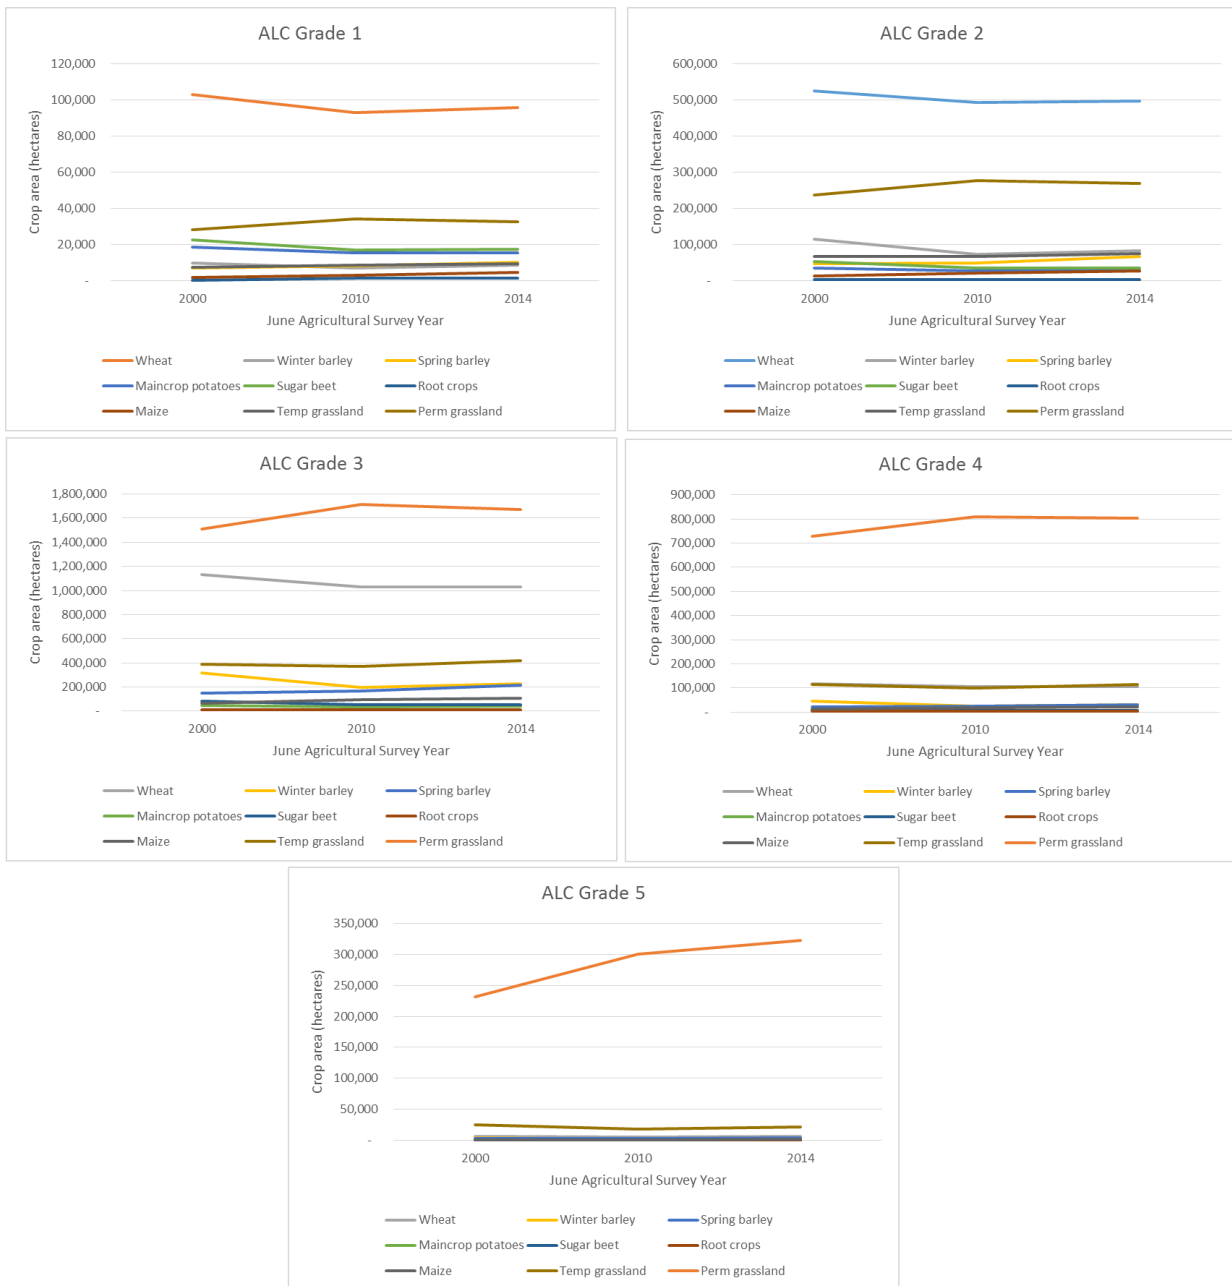 ALC Grade 1
120,000
100,000
80,000
60,000
40,000
20,000
-
Crop area (hectares)
2000 2010 2014
June Agricultural Survey Year
Wheat Winter barley Spring barley
Maincrop potatoes Sugar beet Root crops
Maize Temp grassland Perm grassland
ALC Grade 2
600,000
500,000
400,000
300,000
200,000
100,000
-
Crop area (hectares)
2000 2010 2014
June Agricultural Survey Year
Wheat Winter barley Spring barley
Maincrop potatoes Sugar beet Root crops
Maize Temp grassland Perm grassland
ALC Grade 3
1,800,000
1,600,000
1,400,000
1,200,000
1,000,000
800,000
600,000
400,000
200,000
-
Crop area (hectares)
2000 2010 2014
June Agricultural Survey Year
Wheat Winter barley Spring barley
Maincrop potatoes Sugar beet Root crops
Maize Temp grassland Perm grassland
ALC Grade 4
900,000
800,000
700,000
600,000
500,000
400,000
300,000
200,000
100,000
-
Crop area (hectares)
2000 2010 2014
June Agricultural Survey Year
Wheat Winter barley Spring barley
Maincrop potatoes Sugar beet Root crops
Maize Temp grassland Perm grassland
ALC Grade 5
350,000
300,000
250,000
200,000
150,000
100,000
50,000
-
Crop area (hectares)
2000 2010 2014
June Agricultural Survey Year
Wheat Winter barley Spring barley
Maincrop potatoes Sugar beet Root crops
Maize Temp grassland Perm grassland